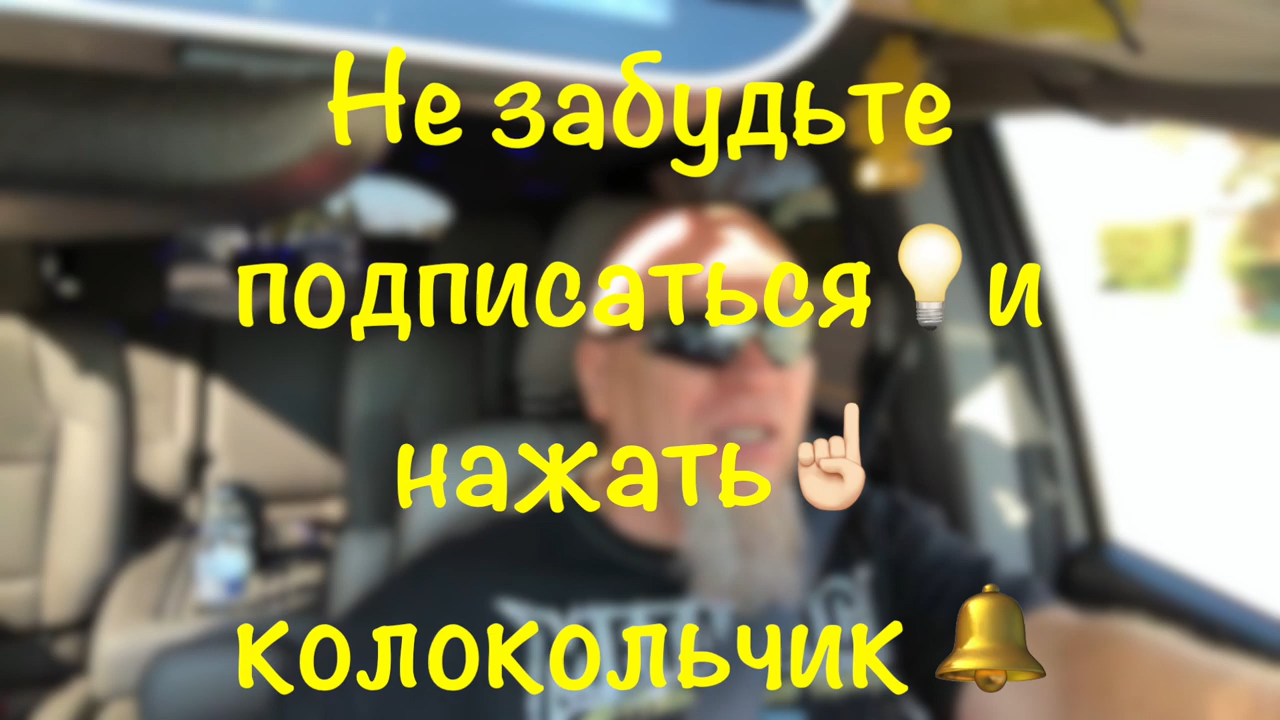 Не забудьте
подписаться💡и
нажать☝🏻
колокольчик🔔